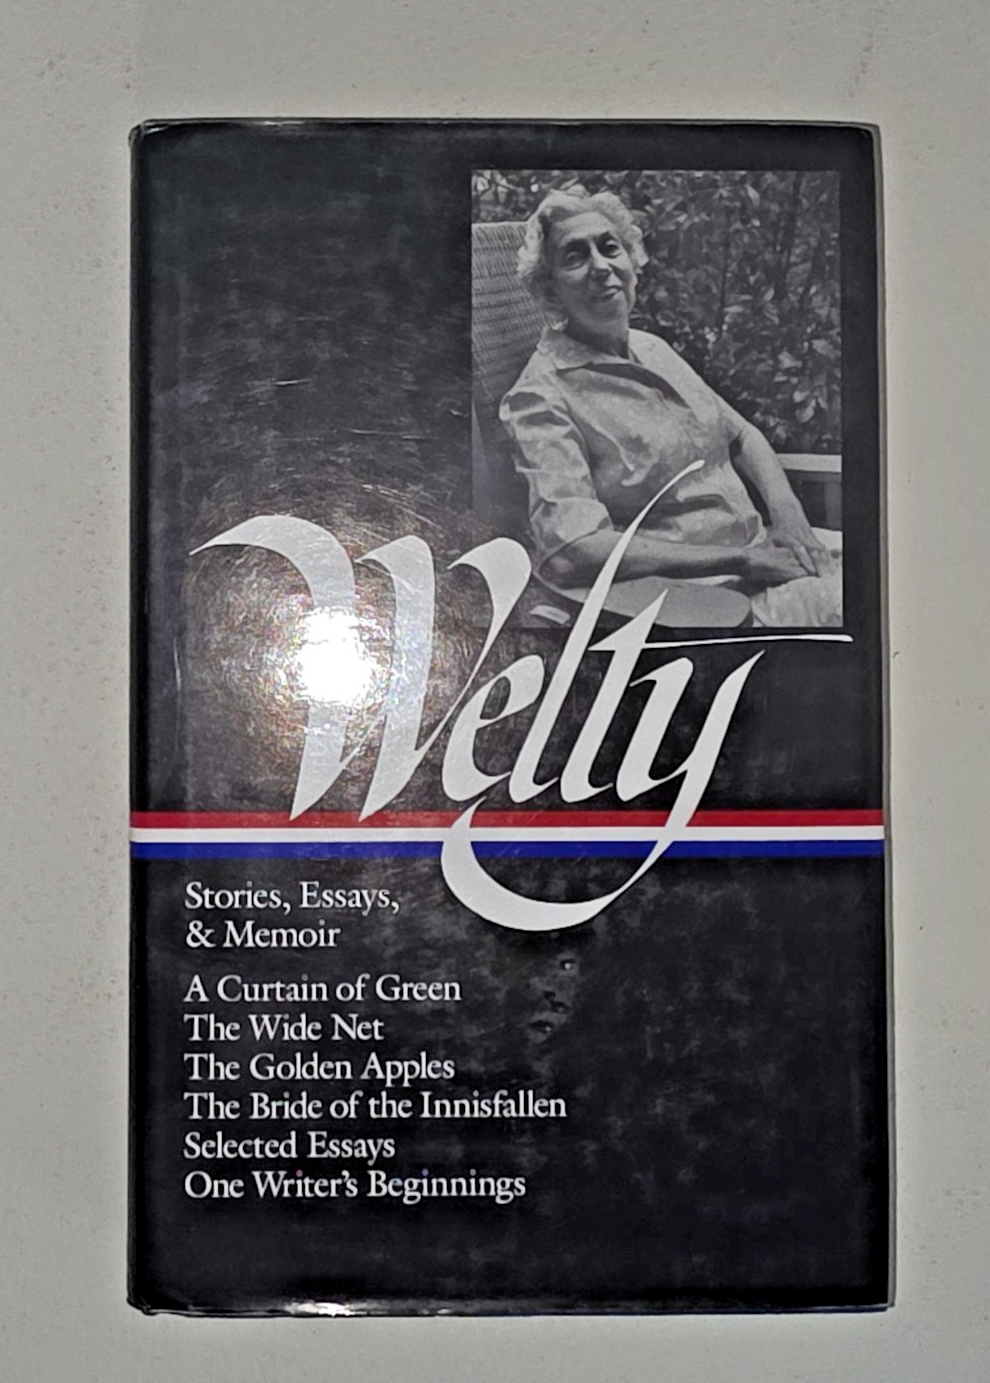 Welty
Stories, Essays,
& Memoir
A Curtain of Green
The Wide Net
The Golden Apples
The Bride of the Innisfallen
Selected Essays
One Writer's Beginnings